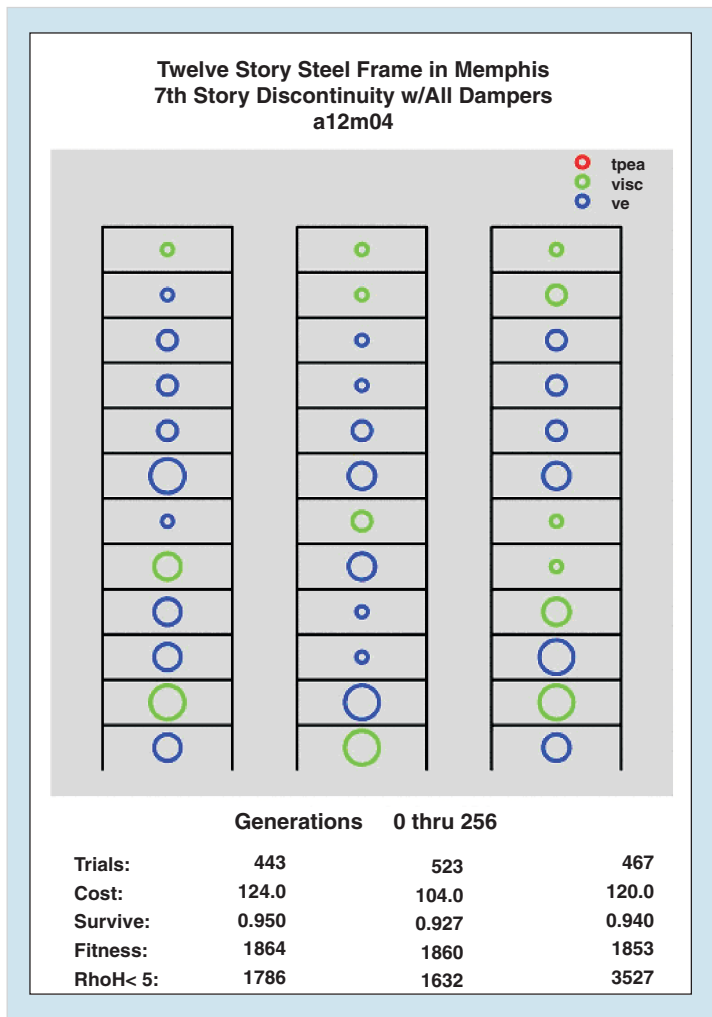 Twelve Story Steel Frame in Memphis
7th Story Discontinuity w/All Dampers
a12m04
tpea
visc
ve
Generations 0 thru 256
Trials: 443 523 467
Cost: 124.0 104.0 120.0
Survive: 0.950 0.927 0.940
Fitness: 1864 1860 1853
RhoH< 5: 1786 1632 3527